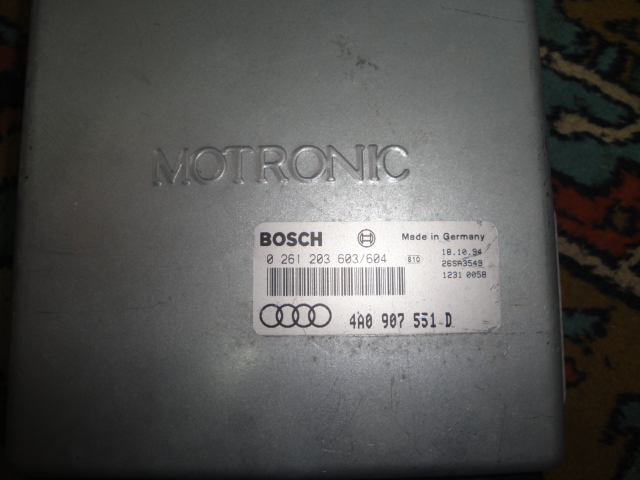 MOTRONIC
BOSCH Made in Germany
0 261 203 603/604 810 18.10.94
26SA3549
1231 0058
4A0 907 551 D